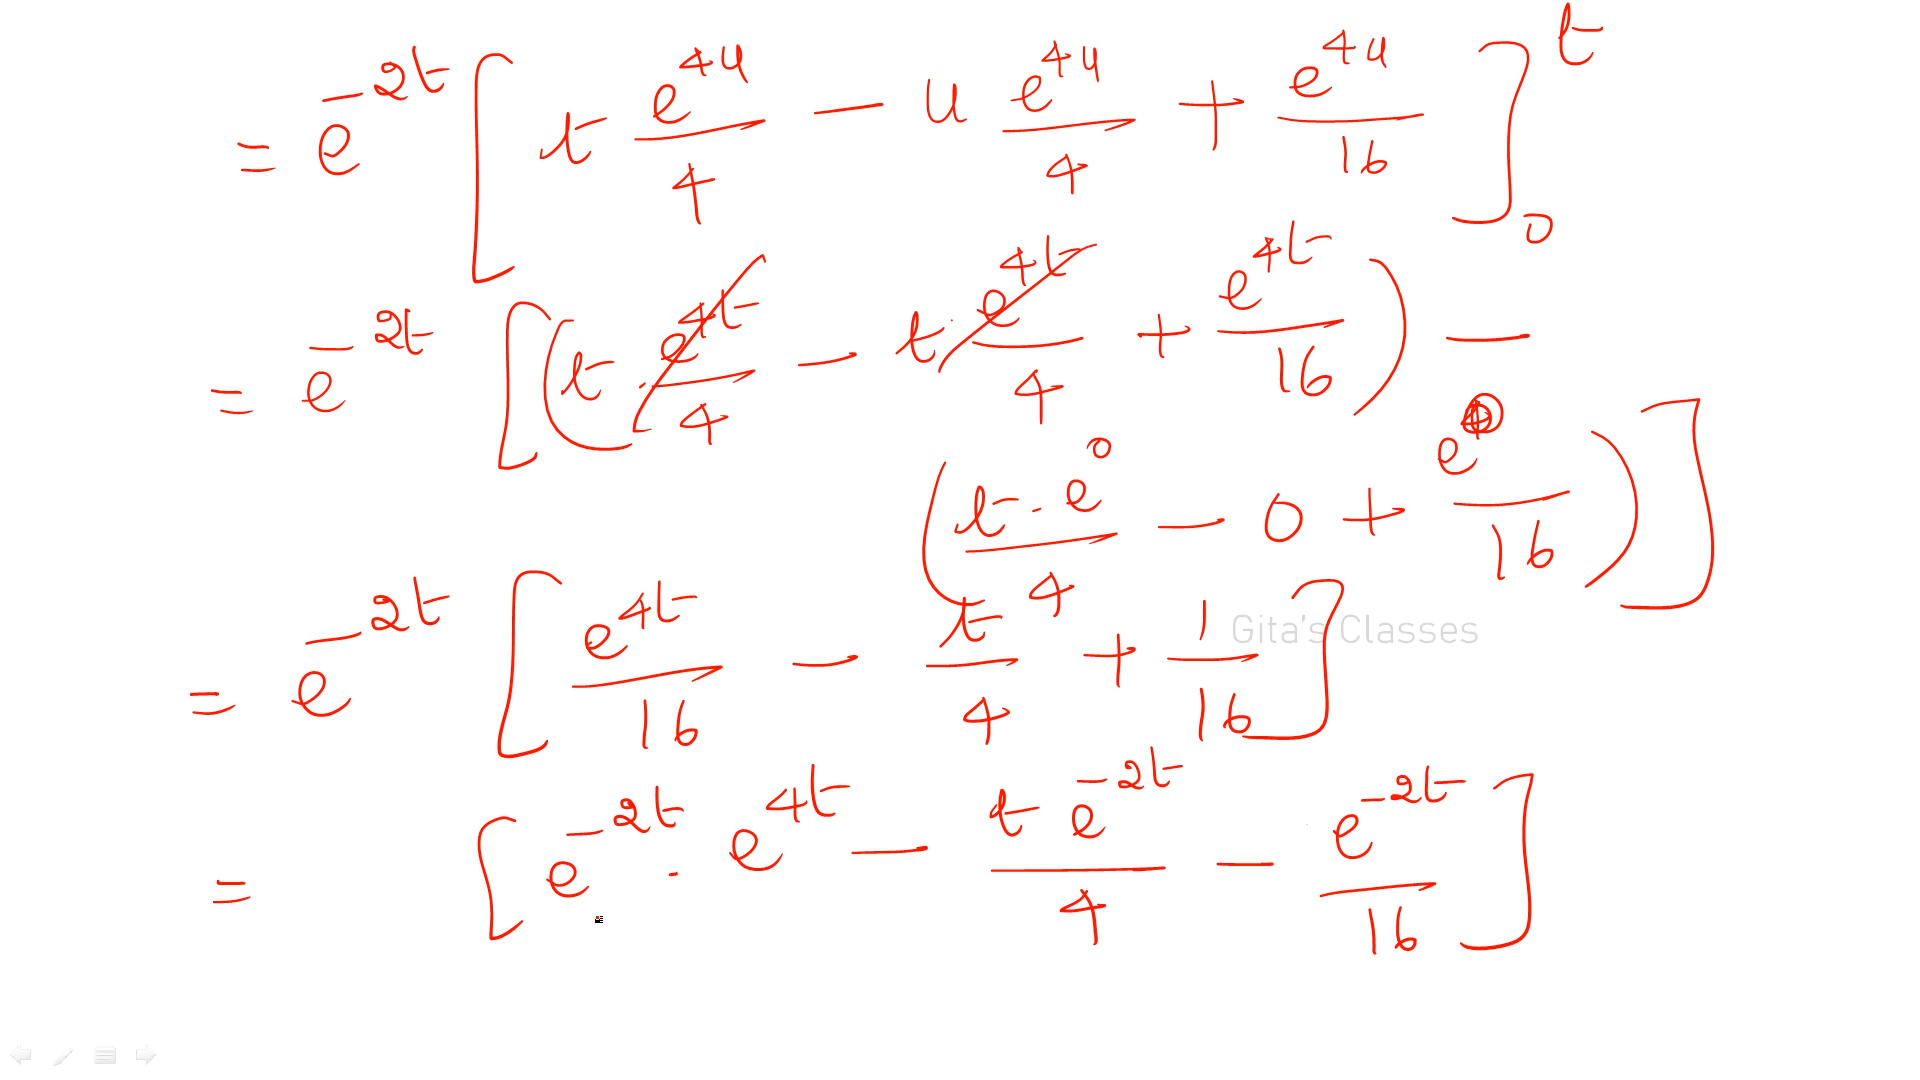 = e^{-2t} [ t e^{4u}/4 - u e^{4u}/4 + e^{4u}/16 ]_0^t
= e^{-2t} [ ( t · e^{4t}/4 - t · e^{4t}/4 + e^{4t}/16 ) -
( t · e^0/4 - 0 + e^0/16 ) ]
= e^{-2t} [ e^{4t}/16 - t/4 + 1/16 ]
Gita's Classes
= [ e^{-2t} · e^{4t} - t e^{-2t}/4 - e^{-2t}/16 ]